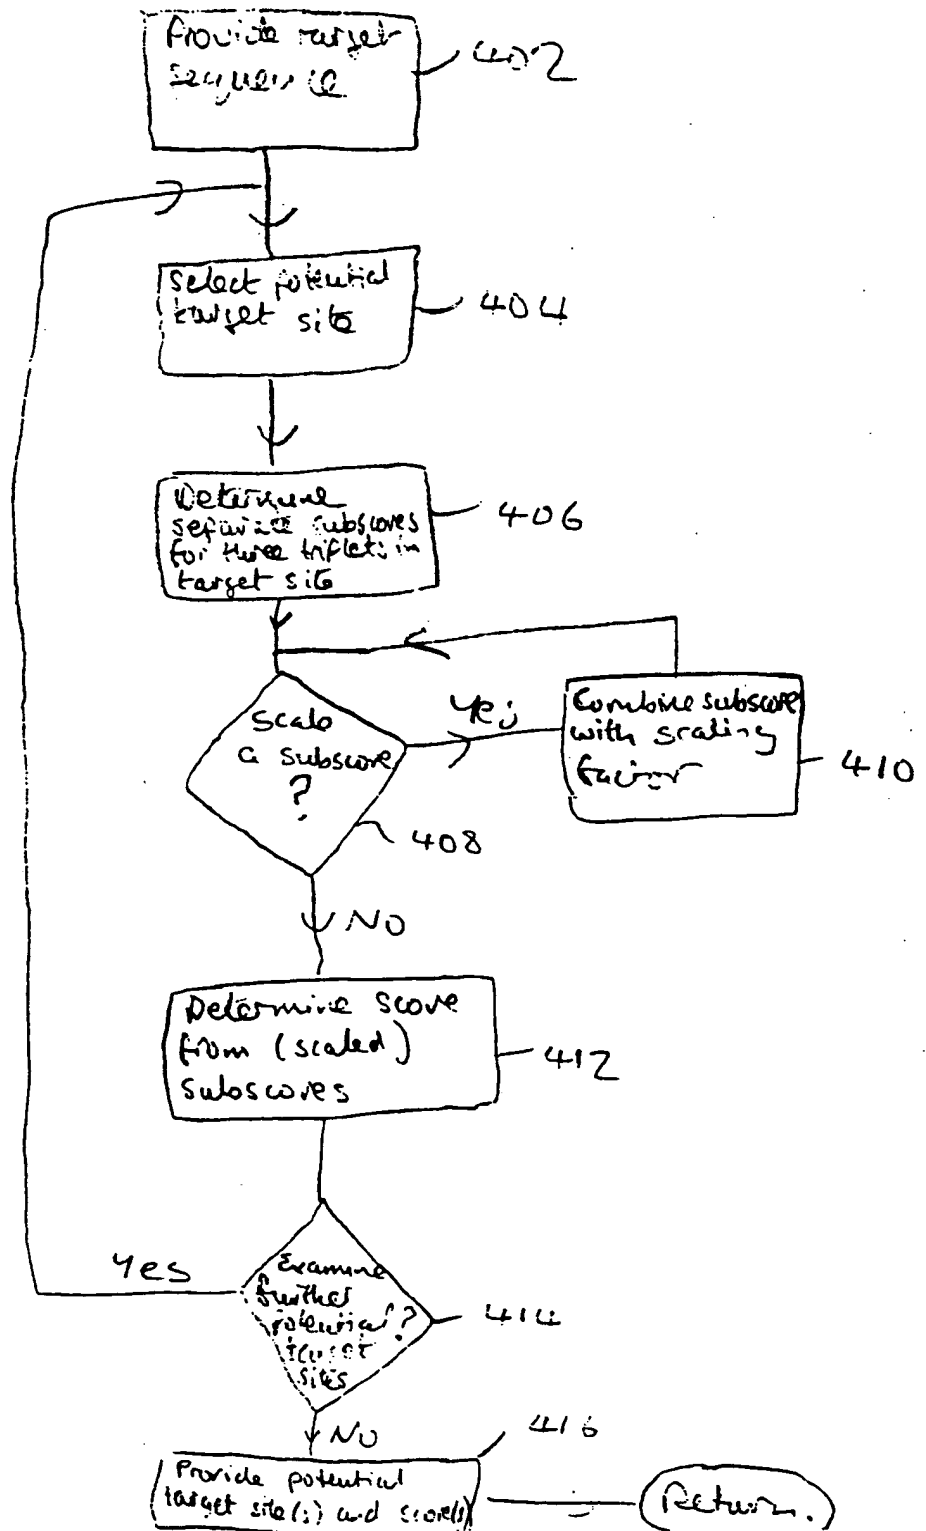 Provide target
sequence
402
Select potential
target site
404
Determine
separate subscores
for three triplets in
target site
406
Scale
a subscore
?
408
Yes
Combine subscore
with scaling
factor
410
NO
Determine score
from (scaled)
subscores
412
Yes
Examine
further
potential ?
target
sites
414
NO
416
Provide potential
target site(s) and score(s)
Return.